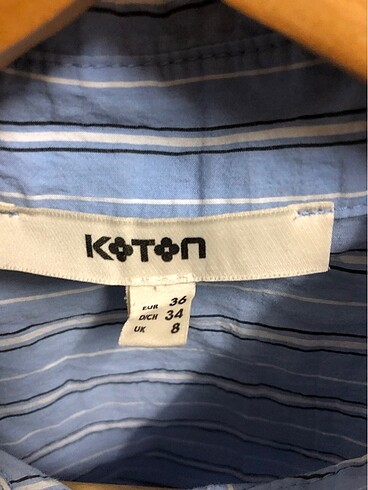 KOTON
EUR 36
D/CH 34
UK 8